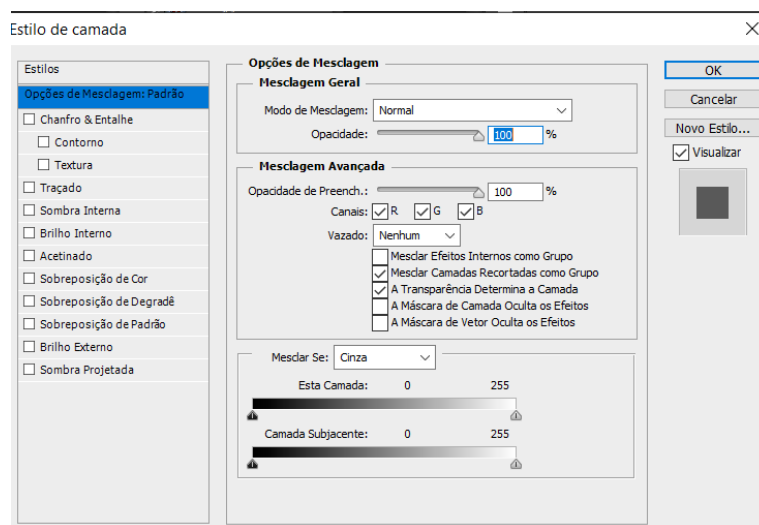 Estilo de camada
Estilos
Opções de Mesclagem: Padrão
Chanfro & Entalhe
Contorno
Textura
Traçado
Sombra Interna
Brilho Interno
Acetinado
Sobreposição de Cor
Sobreposição de Degradê
Sobreposição de Padrão
Brilho Externo
Sombra Projetada
Opções de Mesclagem
Mesclagem Geral
Modo de Mesclagem: Normal
Opacidade: 100 %
Mesclagem Avançada
Opacidade de Preench.: 100 %
Canais: R G B
Vazado: Nenhum
Mesclar Efeitos Internos como Grupo
Mesclar Camadas Recortadas como Grupo
A Transparência Determina a Camada
A Máscara de Camada Oculta os Efeitos
A Máscara de Vetor Oculta os Efeitos
Mesclar Se: Cinza
Esta Camada: 0 255
Camada Subjacente: 0 255
OK
Cancelar
Novo Estilo...
Visualizar